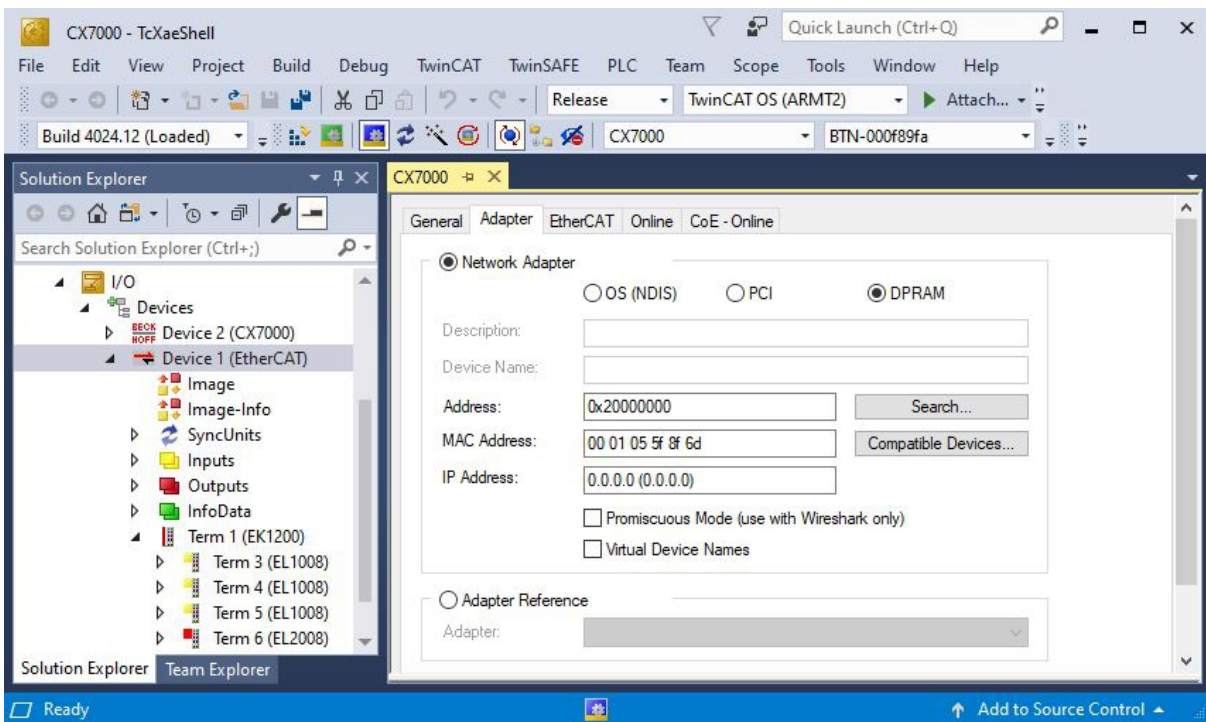 CX7000 - TcXaeShell
Quick Launch (Ctrl+Q)
File Edit View Project Build Debug TwinCAT TwinSAFE PLC Team Scope Tools Window Help
Release TwinCAT OS (ARMT2) Attach...
Build 4024.12 (Loaded) CX7000 BTN-000f89fa
Solution Explorer
Search Solution Explorer (Ctrl+;)
I/O
Devices
BECKHOFF Device 2 (CX7000)
Device 1 (EtherCAT)
Image
Image-Info
SyncUnits
Inputs
Outputs
InfoData
Term 1 (EK1200)
Term 3 (EL1008)
Term 4 (EL1008)
Term 5 (EL1008)
Term 6 (EL2008)
Solution Explorer Team Explorer
CX7000
General Adapter EtherCAT Online CoE - Online
Network Adapter
OS (NDIS) PCI DPRAM
Description:
Device Name:
Address: 0x20000000 Search...
MAC Address: 00 01 05 5f 8f 6d Compatible Devices...
IP Address: 0.0.0.0 (0.0.0.0)
Promiscuous Mode (use with Wireshark only)
Virtual Device Names
Adapter Reference
Adapter:
Ready Add to Source Control